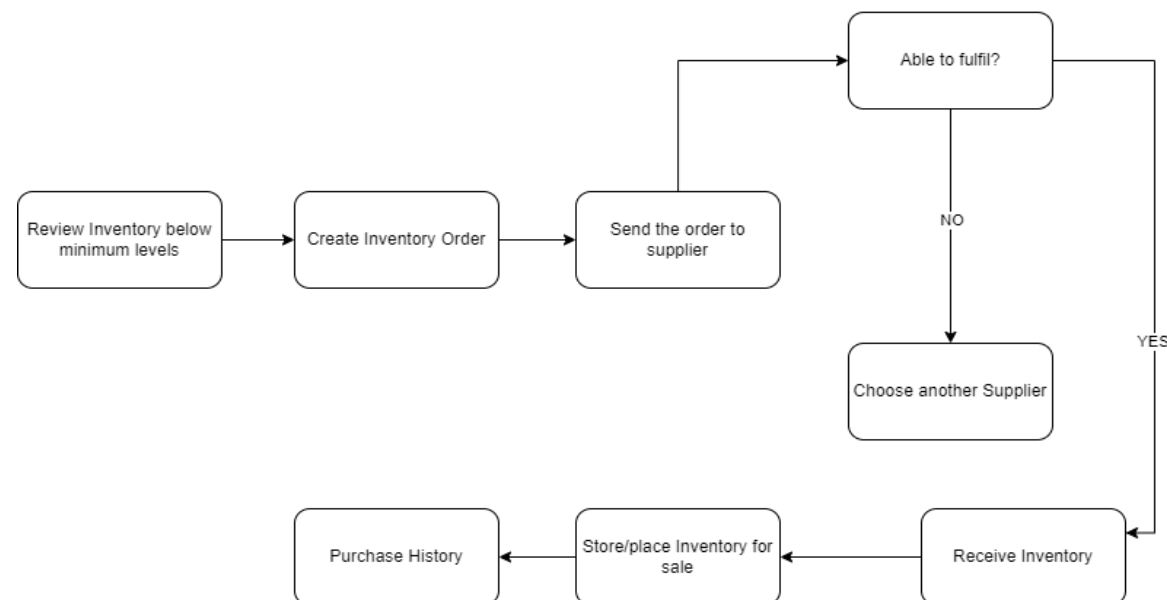 Able to fulfil?
Review Inventory below
minimum levels
Create Inventory Order
Send the order to
supplier
NO
YES
Choose another Supplier
Purchase History
Store/place Inventory for
sale
Receive Inventory